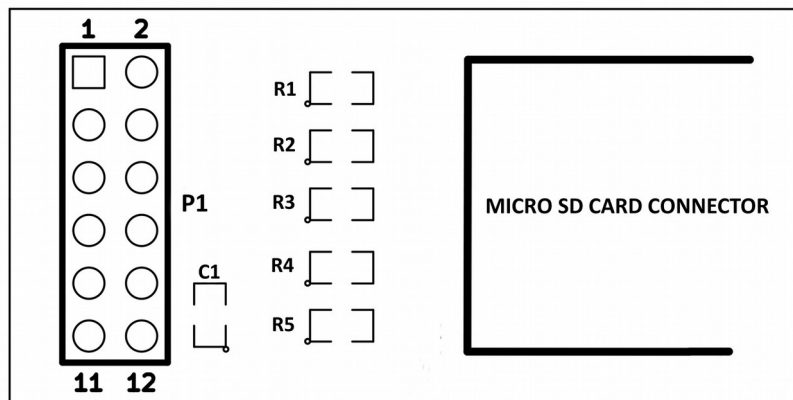 1 2
R1
R2
R3
P1
MICRO SD CARD CONNECTOR
R4
C1
R5
11 12